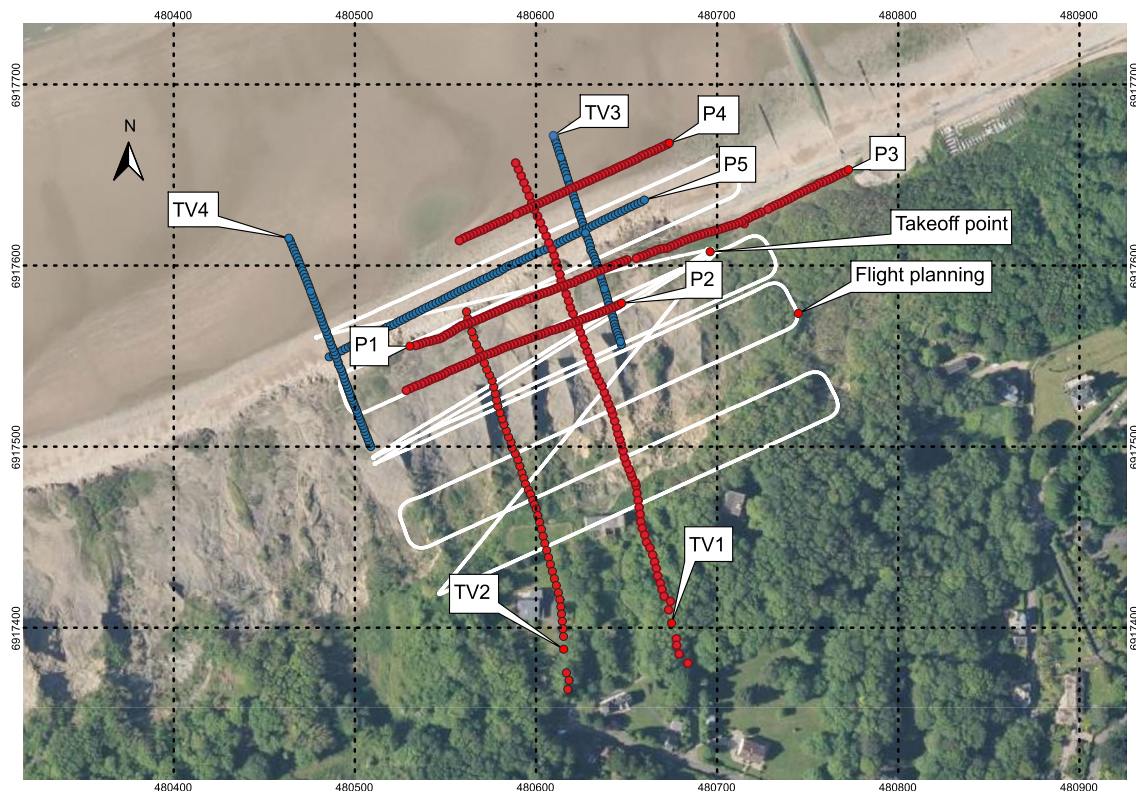 480400 480500 480600 480700 480800 480900
6917700 6917700
N
TV3
P4
P5
P3
TV4
Takeoff point
6917600 6917600
P2
Flight planning
P1
6917500 6917500
TV1
TV2
6917400 6917400
480400 480500 480600 480700 480800 480900